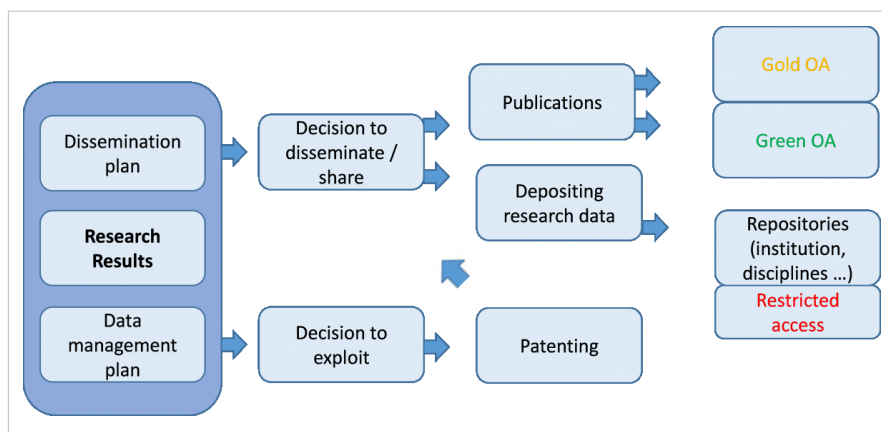 Dissemination
plan
Research
Results
Data
management
plan
Decision to
disseminate /
share
Decision to
exploit
Publications
Depositing
research data
Patenting
Gold OA
Green OA
Repositories
(institution,
disciplines …)
Restricted
access